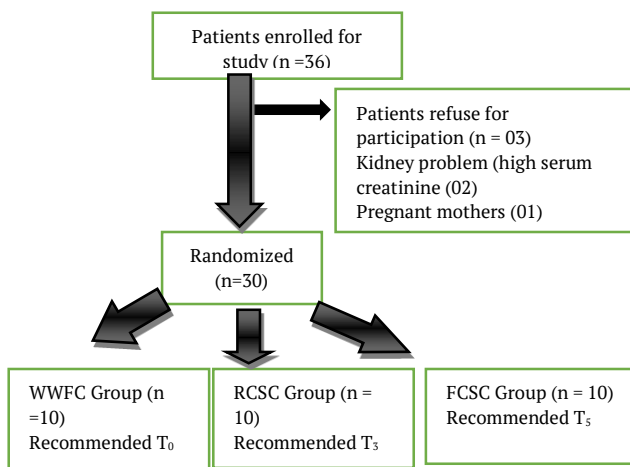 Patients enrolled for
study (n =36)
Patients refuse for
participation (n = 03)
Kidney problem (high serum
creatinine (02)
Pregnant mothers (01)
Randomized
(n=30)
WWFC Group (n
=10)
Recommended T₀
RCSC Group (n =
10)
Recommended T₃
FCSC Group (n = 10)
Recommended T₅